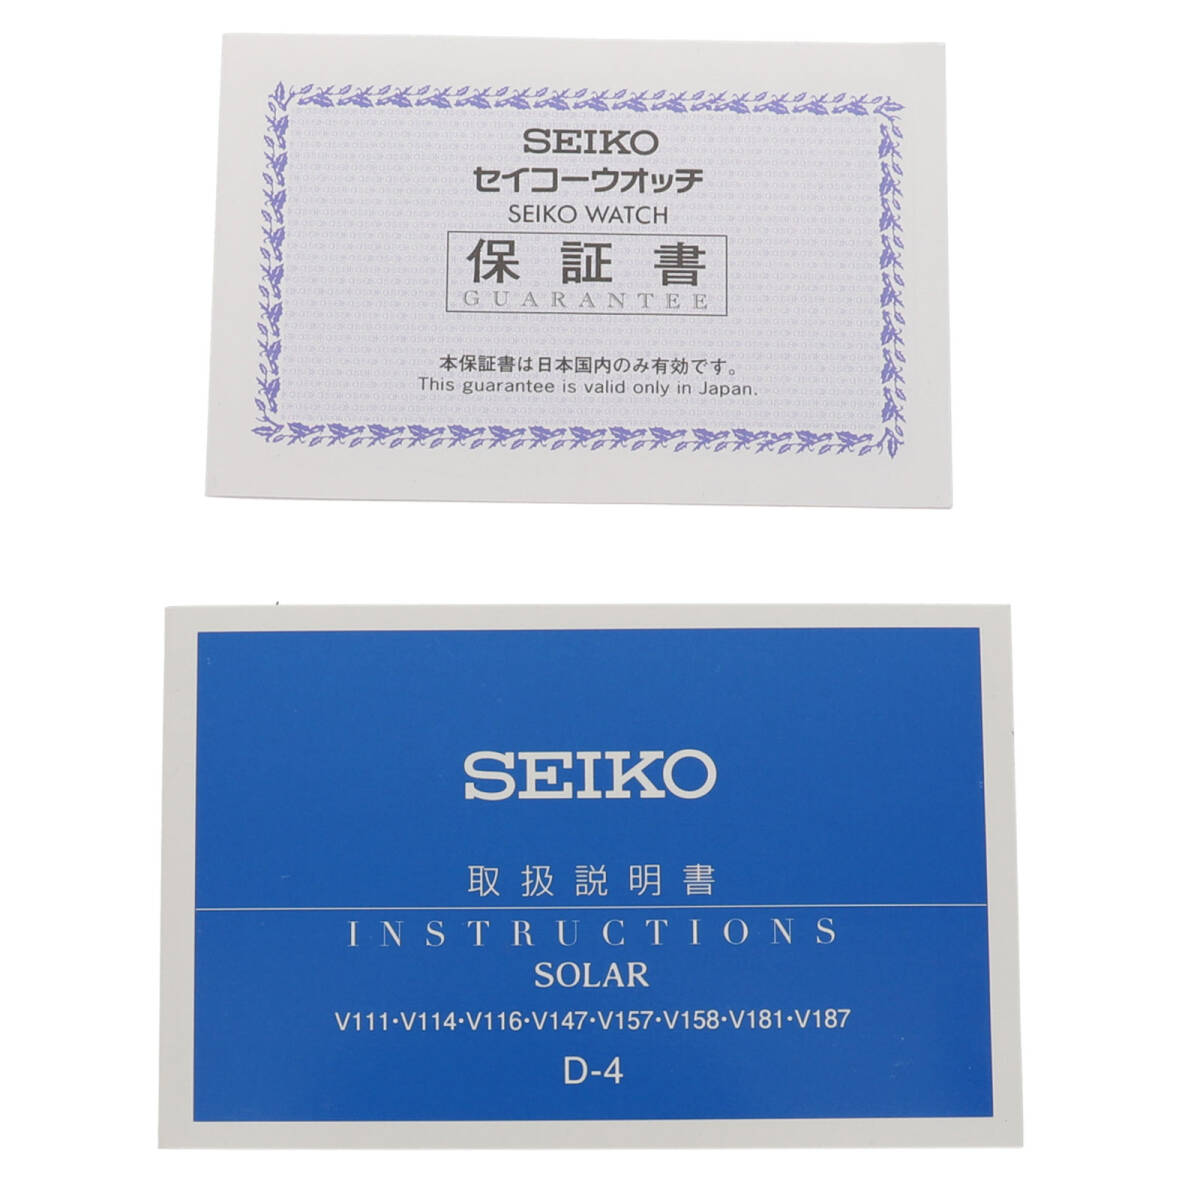 SEIKO
セイコーウオッチ
SEIKO WATCH
保証書
GUARANTEE
本保証書は日本国内のみ有効です。
This guarantee is valid only in Japan.
SEIKO
取扱説明書
INSTRUCTIONS
SOLAR
V111・V114・V116・V147・V157・V158・V181・V187
D-4